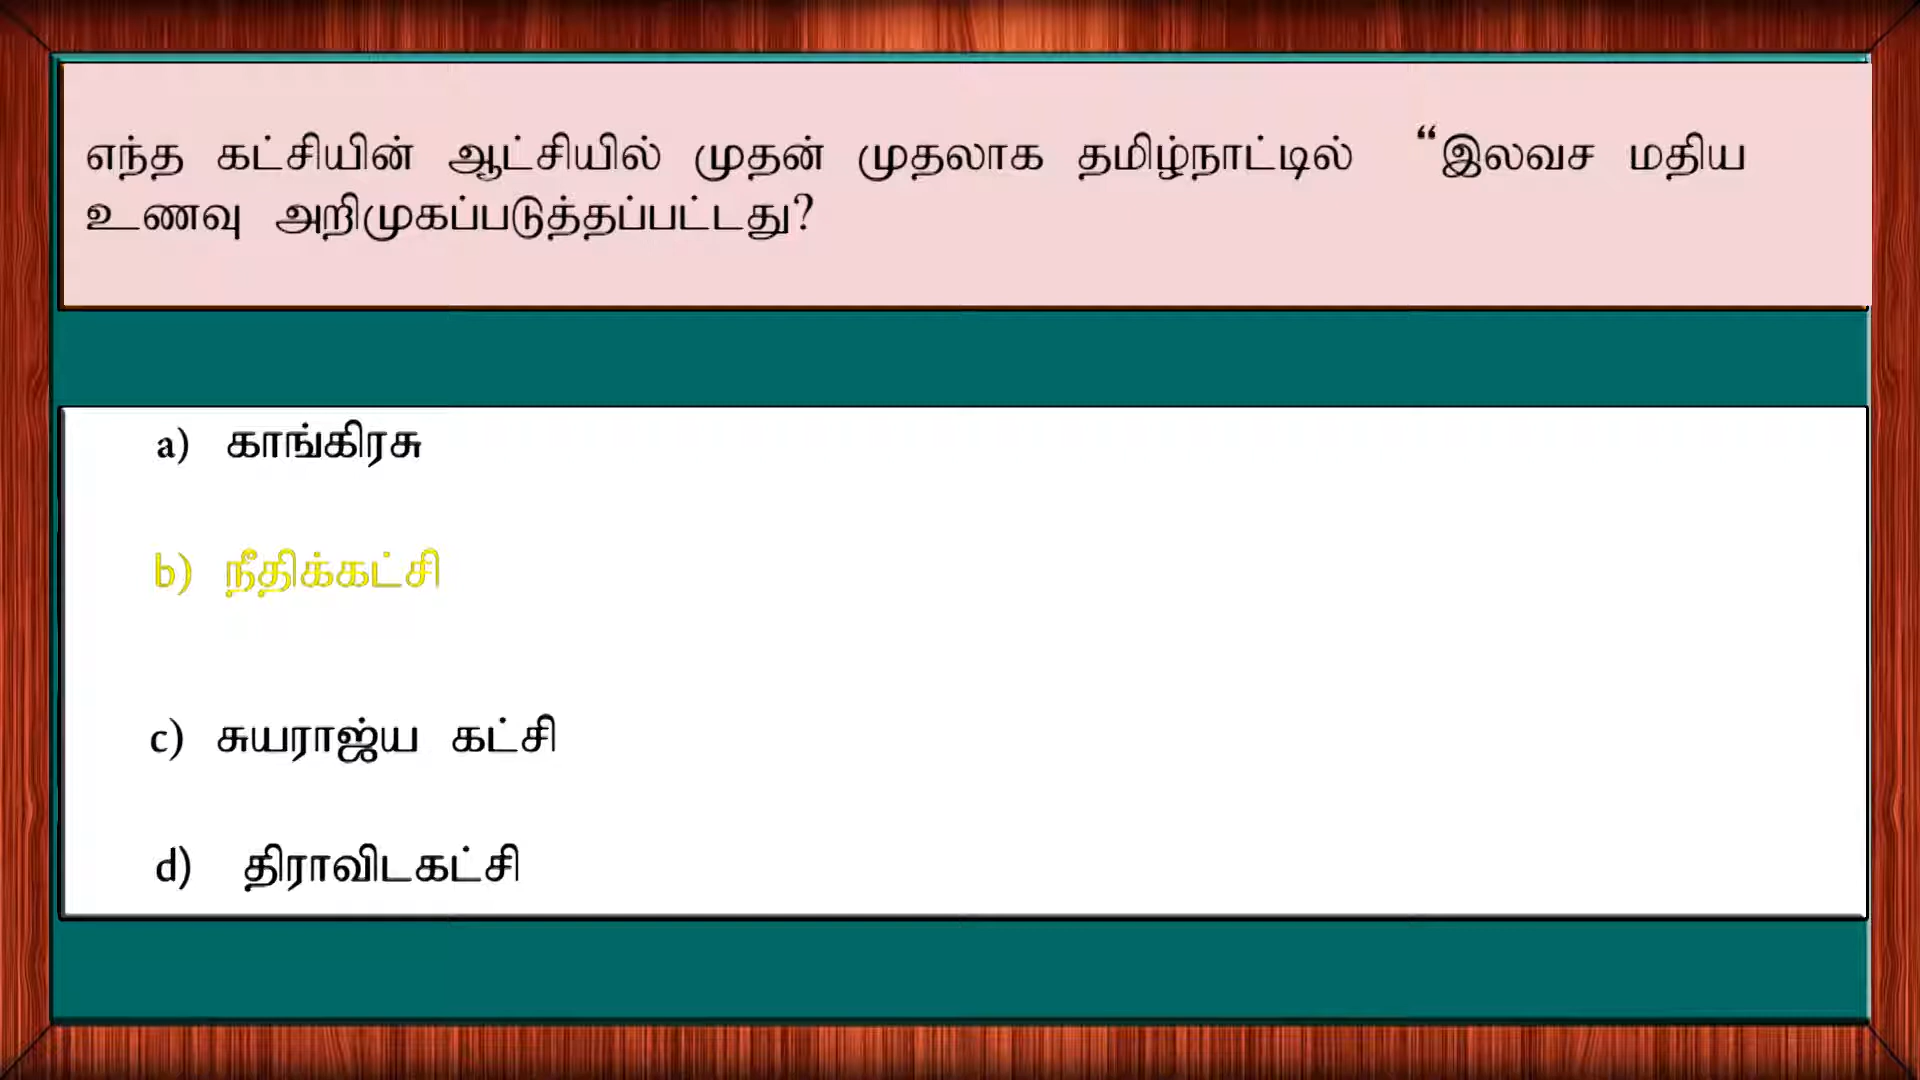 எந்த கட்சியின் ஆட்சியில் முதன் முதலாக தமிழ்நாட்டில் “இலவச மதிய
உணவு அறிமுகப்படுத்தப்பட்டது?
a) காங்கிரசு
b) நீதிக்கட்சி
c) சுயராஜ்ய கட்சி
d) திராவிடகட்சி